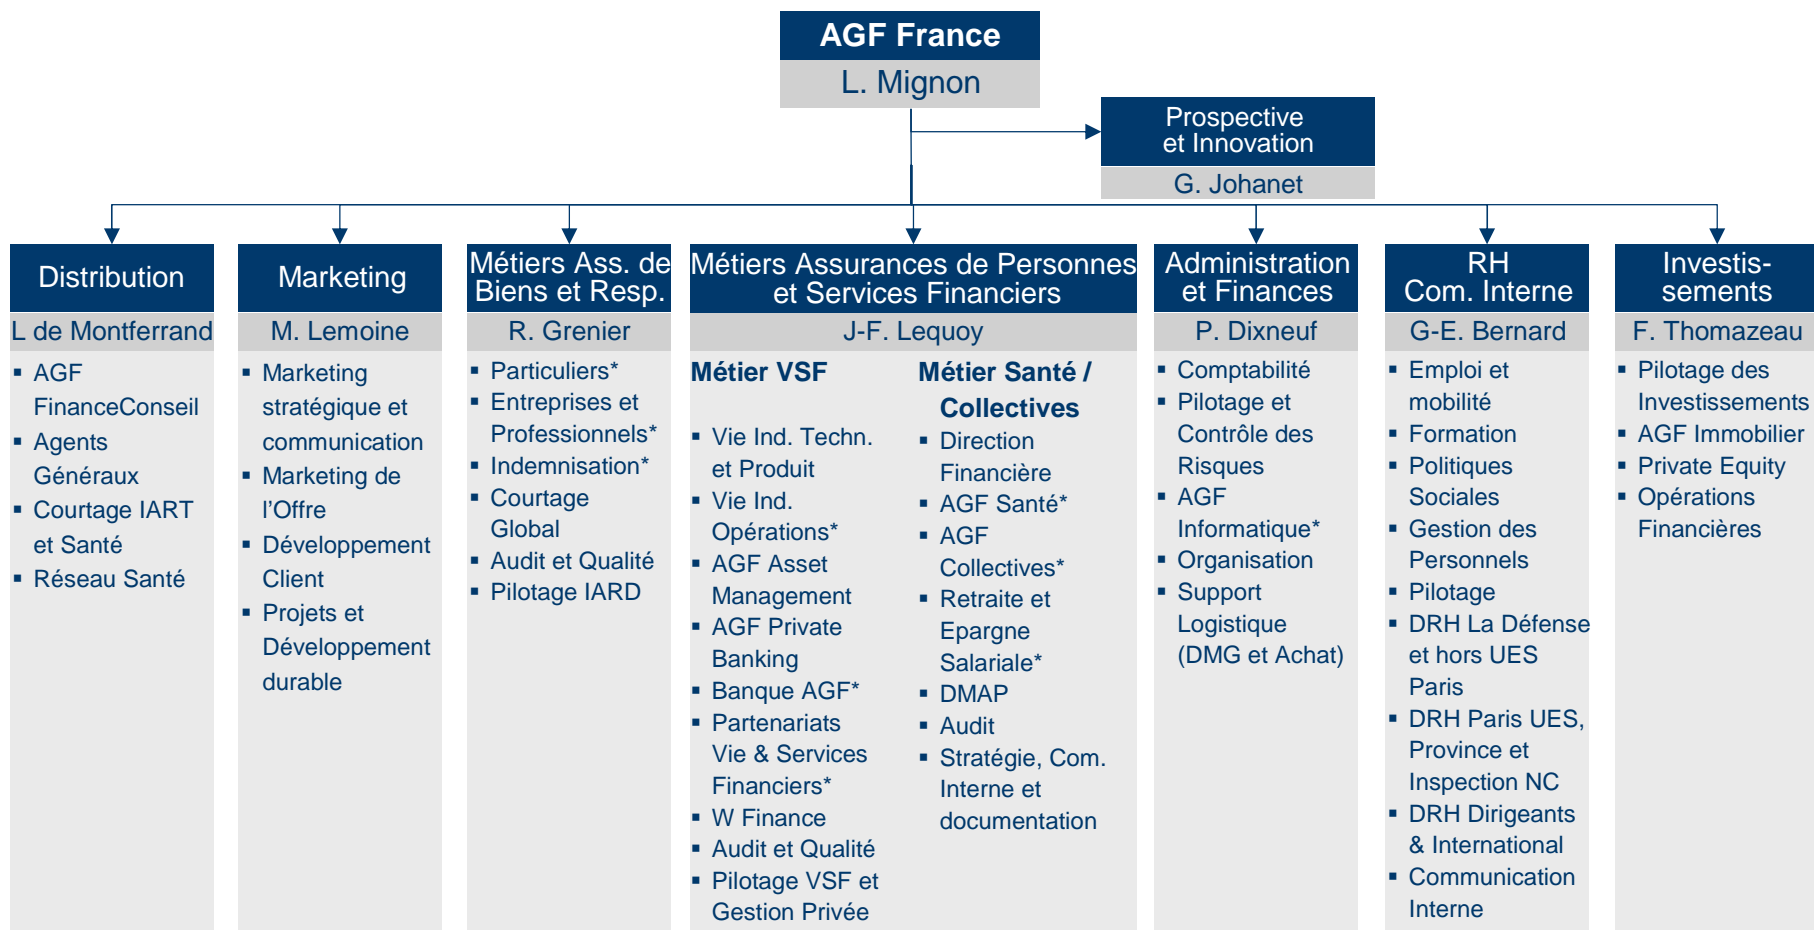 AGF France
L. Mignon
Prospective
et Innovation
G. Johanet
Distribution
L de Montferrand
▪ AGF
FinanceConseil
▪ Agents
Généraux
▪ Courtage IART
et Santé
▪ Réseau Santé
Marketing
M. Lemoine
▪ Marketing
stratégique et
communication
▪ Marketing de
l’Offre
▪ Développement
Client
▪ Projets et
Développement
durable
Métiers Ass. de
Biens et Resp.
R. Grenier
▪ Particuliers*
▪ Entreprises et
Professionnels*
▪ Indemnisation*
▪ Courtage
Global
▪ Audit et Qualité
▪ Pilotage IARD
Métiers Assurances de Personnes
et Services Financiers
J-F. Lequoy
Métier VSF
▪ Vie Ind. Techn.
et Produit
▪ Vie Ind.
Opérations*
▪ AGF Asset
Management
▪ AGF Private
Banking
▪ Banque AGF*
▪ Partenariats
Vie & Services
Financiers*
▪ W Finance
▪ Audit et Qualité
▪ Pilotage VSF et
Gestion Privée
Métier Santé /
Collectives
▪ Direction
Financière
▪ AGF Santé*
▪ AGF
Collectives*
▪ Retraite et
Epargne
Salariale*
▪ DMAP
▪ Audit
▪ Stratégie, Com.
Interne et
documentation
Administration
et Finances
P. Dixneuf
▪ Comptabilité
▪ Pilotage et
Contrôle des
Risques
▪ AGF
Informatique*
▪ Organisation
▪ Support
Logistique
(DMG et Achat)
RH
Com. Interne
G-E. Bernard
▪ Emploi et
mobilité
▪ Formation
▪ Politiques
Sociales
▪ Gestion des
Personnels
▪ Pilotage
▪ DRH La Défense
et hors UES
Paris
▪ DRH Paris UES,
Province et
Inspection NC
▪ DRH Dirigeants
& International
▪ Communication
Interne
Investis-
sements
F. Thomazeau
▪ Pilotage des
Investissements
▪ AGF Immobilier
▪ Private Equity
▪ Opérations
Financières